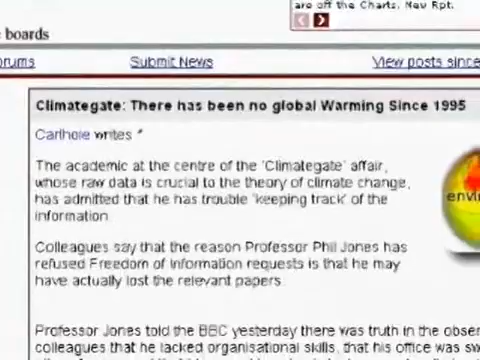 are off the Charts. New Rpt.
boards
orums Submit News View posts since
Climategate: There has been no global Warming Since 1995
Carlhole writes "
The academic at the centre of the 'Climategate' affair,
whose raw data is crucial to the theory of climate change,
has admitted that he has trouble 'keeping track' of the
information.
envir
Colleagues say that the reason Professor Phil Jones has
refused Freedom of Information requests is that he may
have actually lost the relevant papers.
Professor Jones told the BBC yesterday there was truth in the obser
colleagues that he lacked organisational skills, that his office was sw